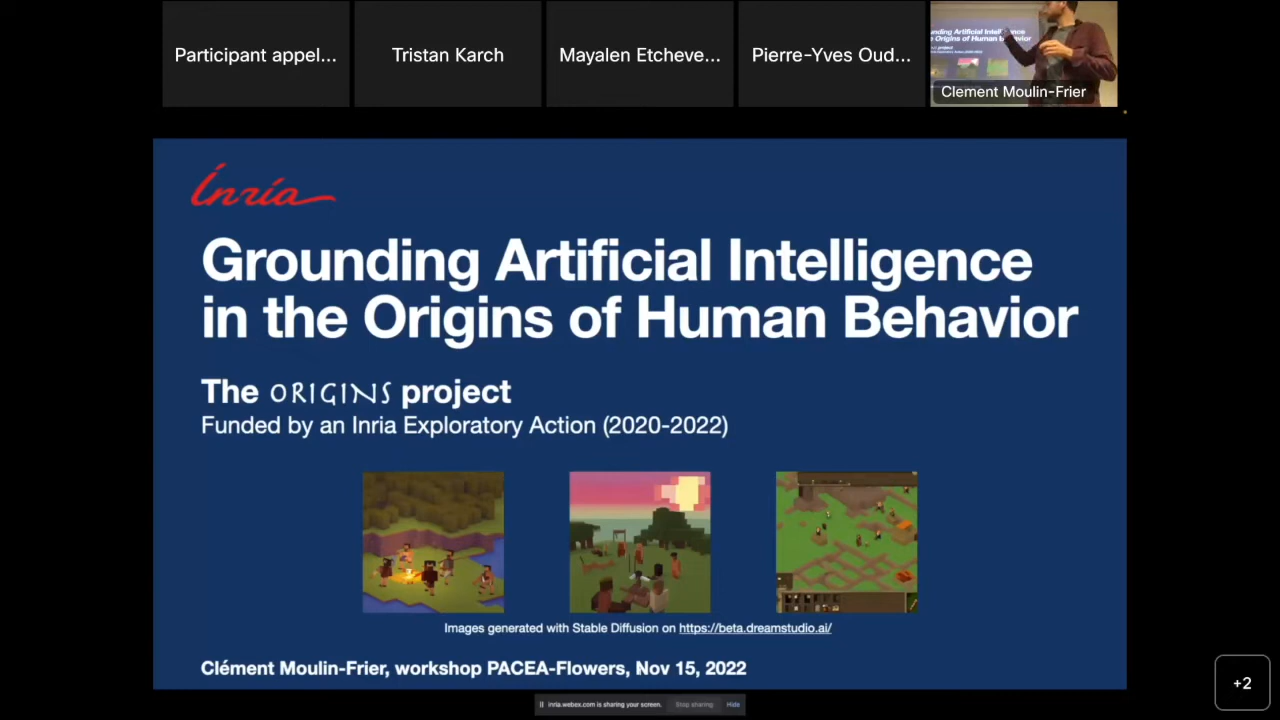 Participant appel...
Tristan Karch
Mayalen Etcheve...
Pierre-Yves Oud...
Clement Moulin-Frier
Inria
Grounding Artificial Intelligence
in the Origins of Human Behavior
The ORIGINS project
Funded by an Inria Exploratory Action (2020-2022)
Images generated with Stable Diffusion on https://beta.dreamstudio.ai/
Clément Moulin-Frier, workshop PACEA-Flowers, Nov 15, 2022
inria.webex.com is sharing your screen. Stop sharing Hide
+2